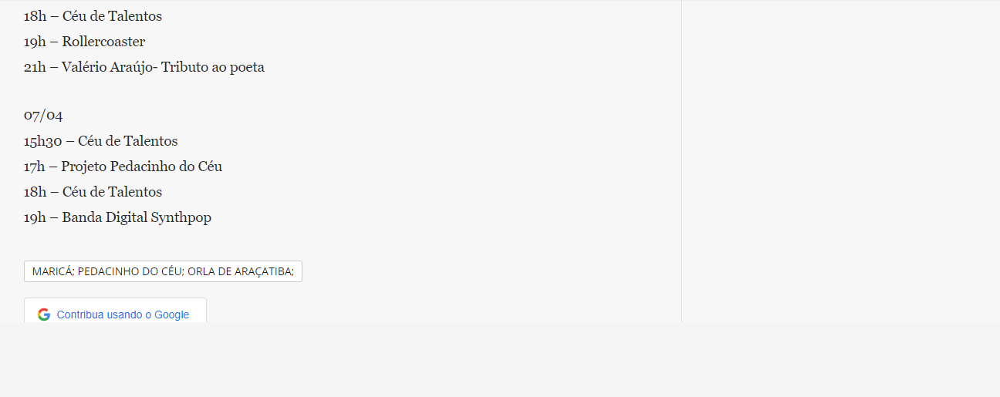 18h – Céu de Talentos
19h – Rollercoaster
21h – Valério Araújo- Tributo ao poeta
07/04
15h30 – Céu de Talentos
17h – Projeto Pedacinho do Céu
18h – Céu de Talentos
19h – Banda Digital Synthpop
MARICÁ; PEDACINHO DO CÉU; ORLA DE ARAÇATIBA;
Contribua usando o Google